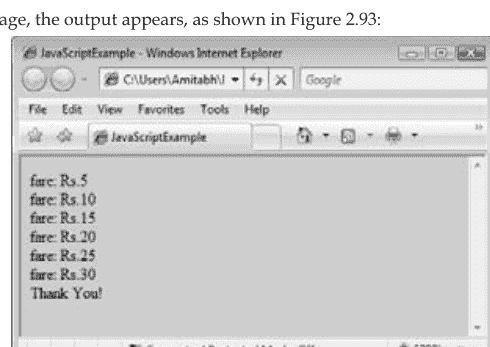 age, the output appears, as shown in Figure 2.93:
JavaScriptExample - Windows Internet Explorer
C:\Users\Amitabh\I
Google
File Edit View Favorites Tools Help
JavaScriptExample
fare: Rs.5
fare: Rs.10
fare: Rs.15
fare: Rs.20
fare: Rs.25
fare: Rs.30
Thank You!